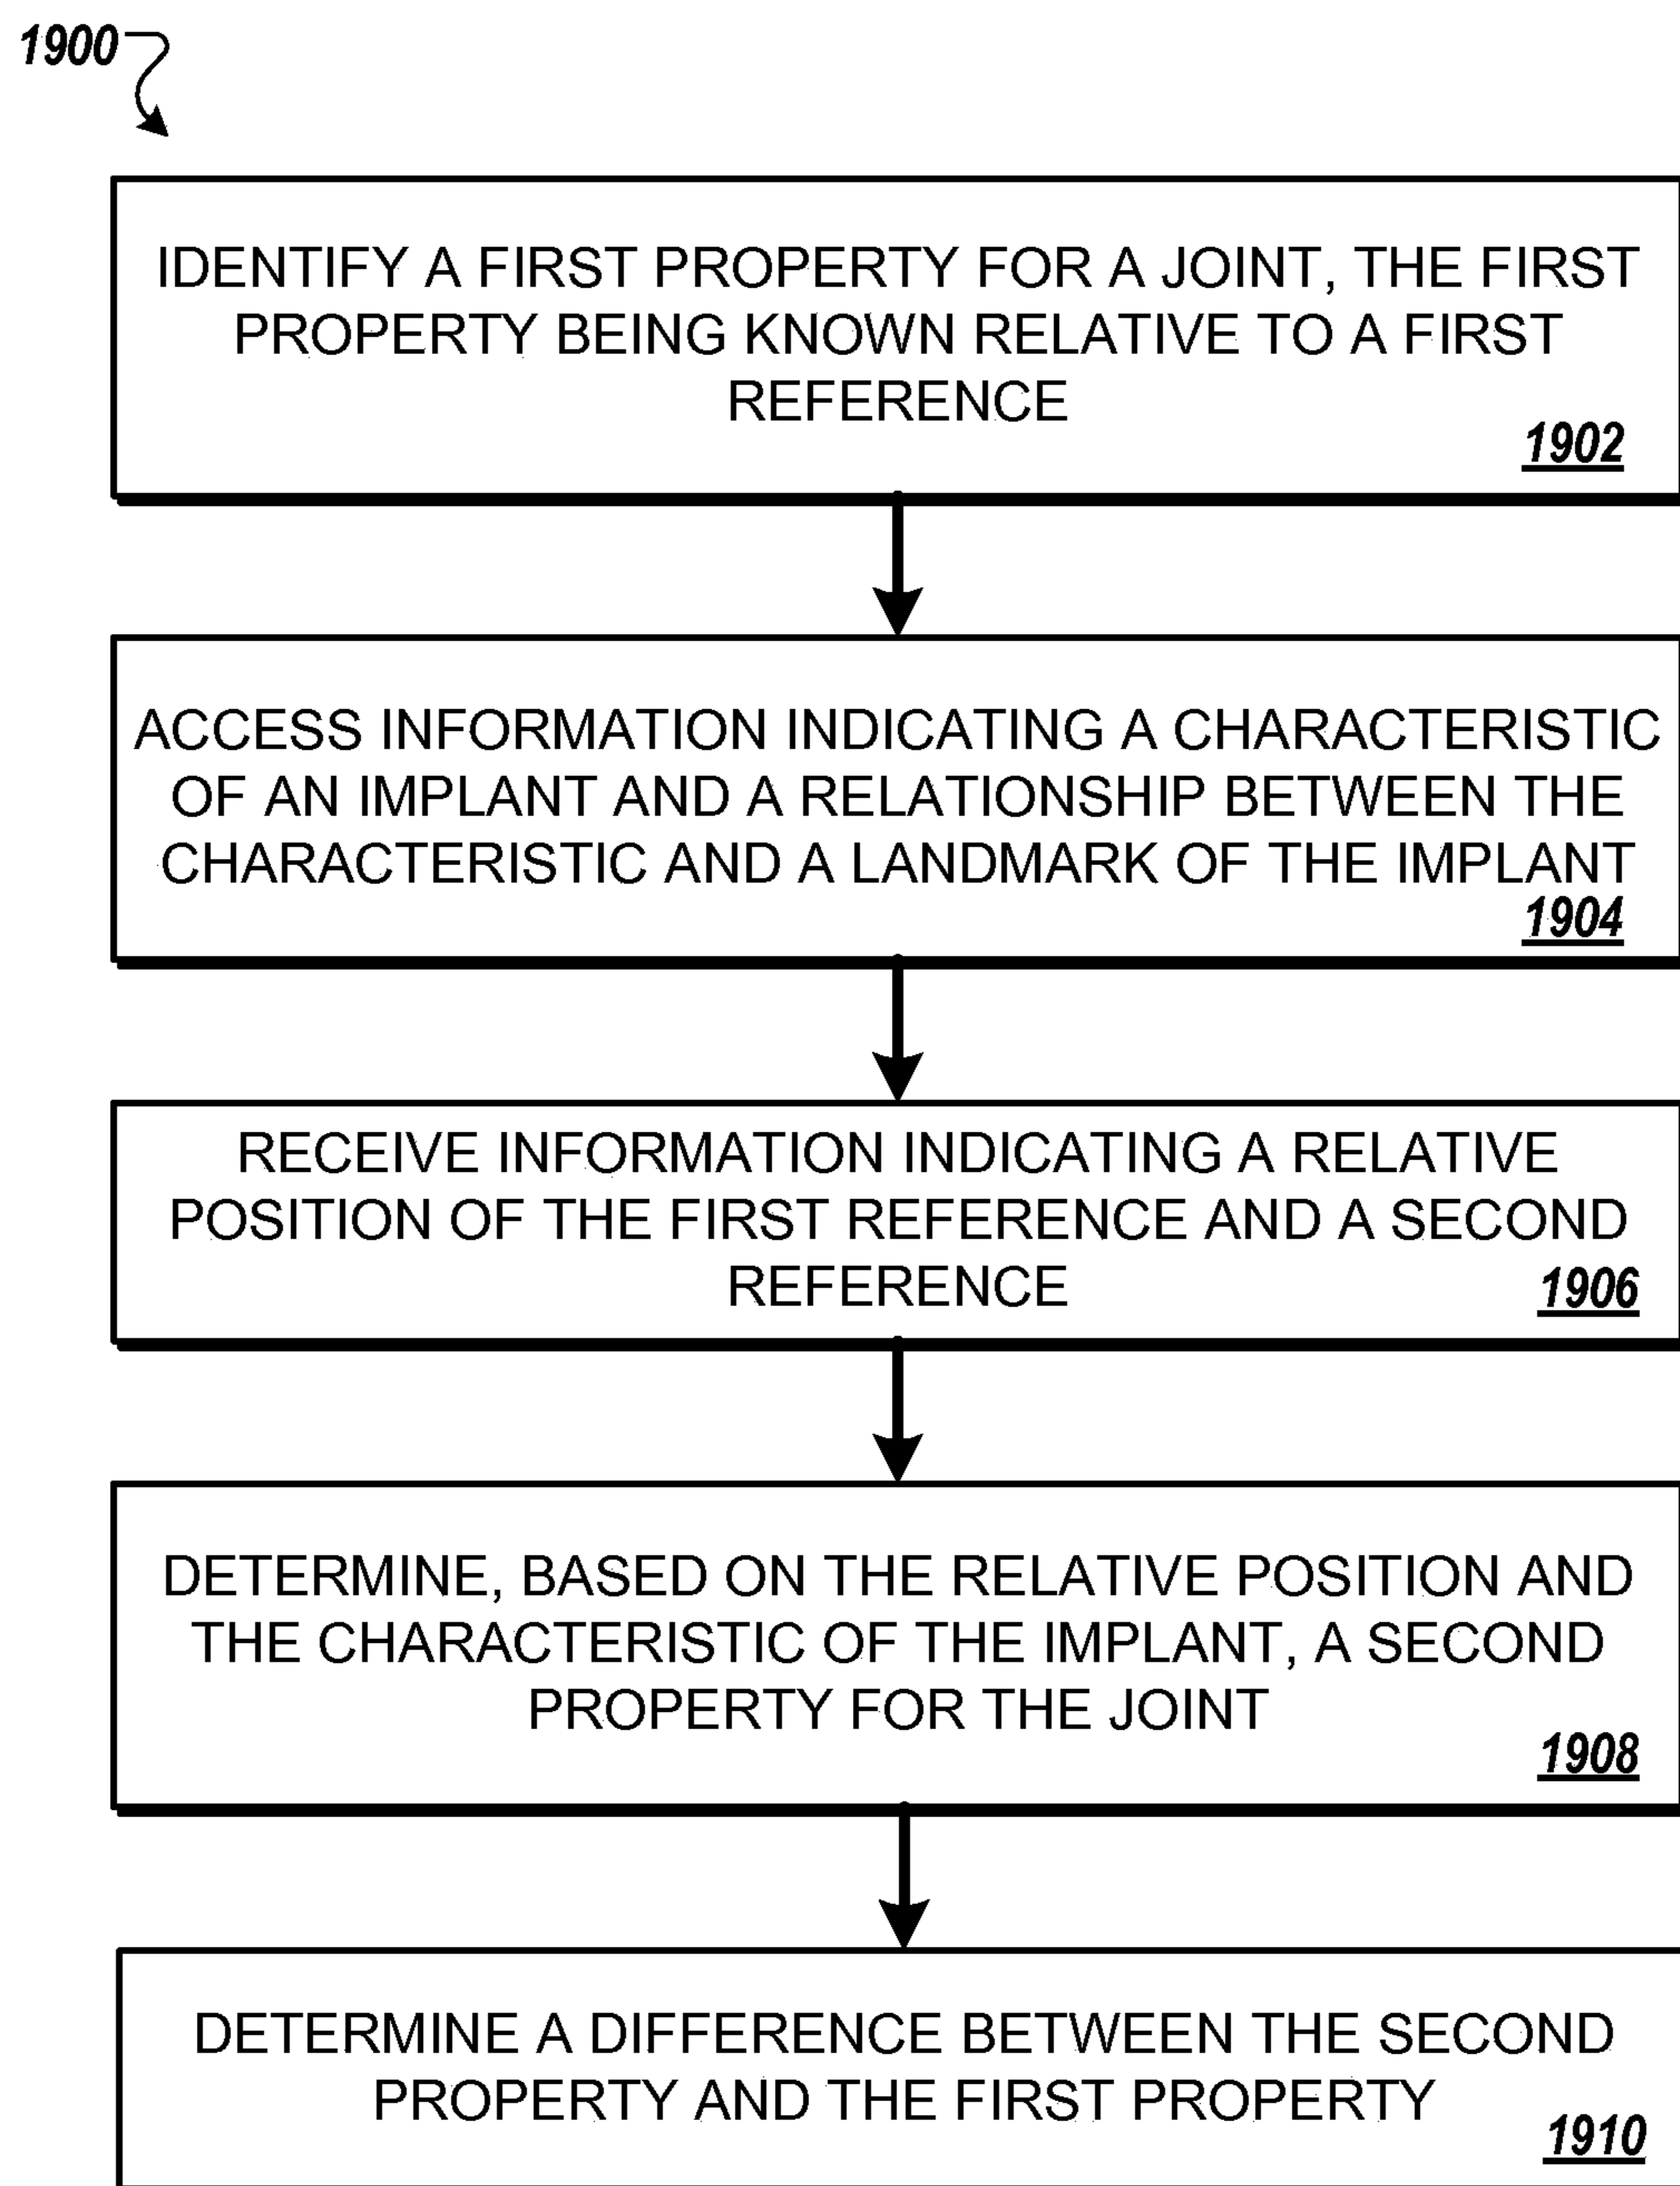 1900
IDENTIFY A FIRST PROPERTY FOR A JOINT, THE FIRST
PROPERTY BEING KNOWN RELATIVE TO A FIRST
REFERENCE
1902
ACCESS INFORMATION INDICATING A CHARACTERISTIC
OF AN IMPLANT AND A RELATIONSHIP BETWEEN THE
CHARACTERISTIC AND A LANDMARK OF THE IMPLANT
1904
RECEIVE INFORMATION INDICATING A RELATIVE
POSITION OF THE FIRST REFERENCE AND A SECOND
REFERENCE
1906
DETERMINE, BASED ON THE RELATIVE POSITION AND
THE CHARACTERISTIC OF THE IMPLANT, A SECOND
PROPERTY FOR THE JOINT
1908
DETERMINE A DIFFERENCE BETWEEN THE SECOND
PROPERTY AND THE FIRST PROPERTY
1910